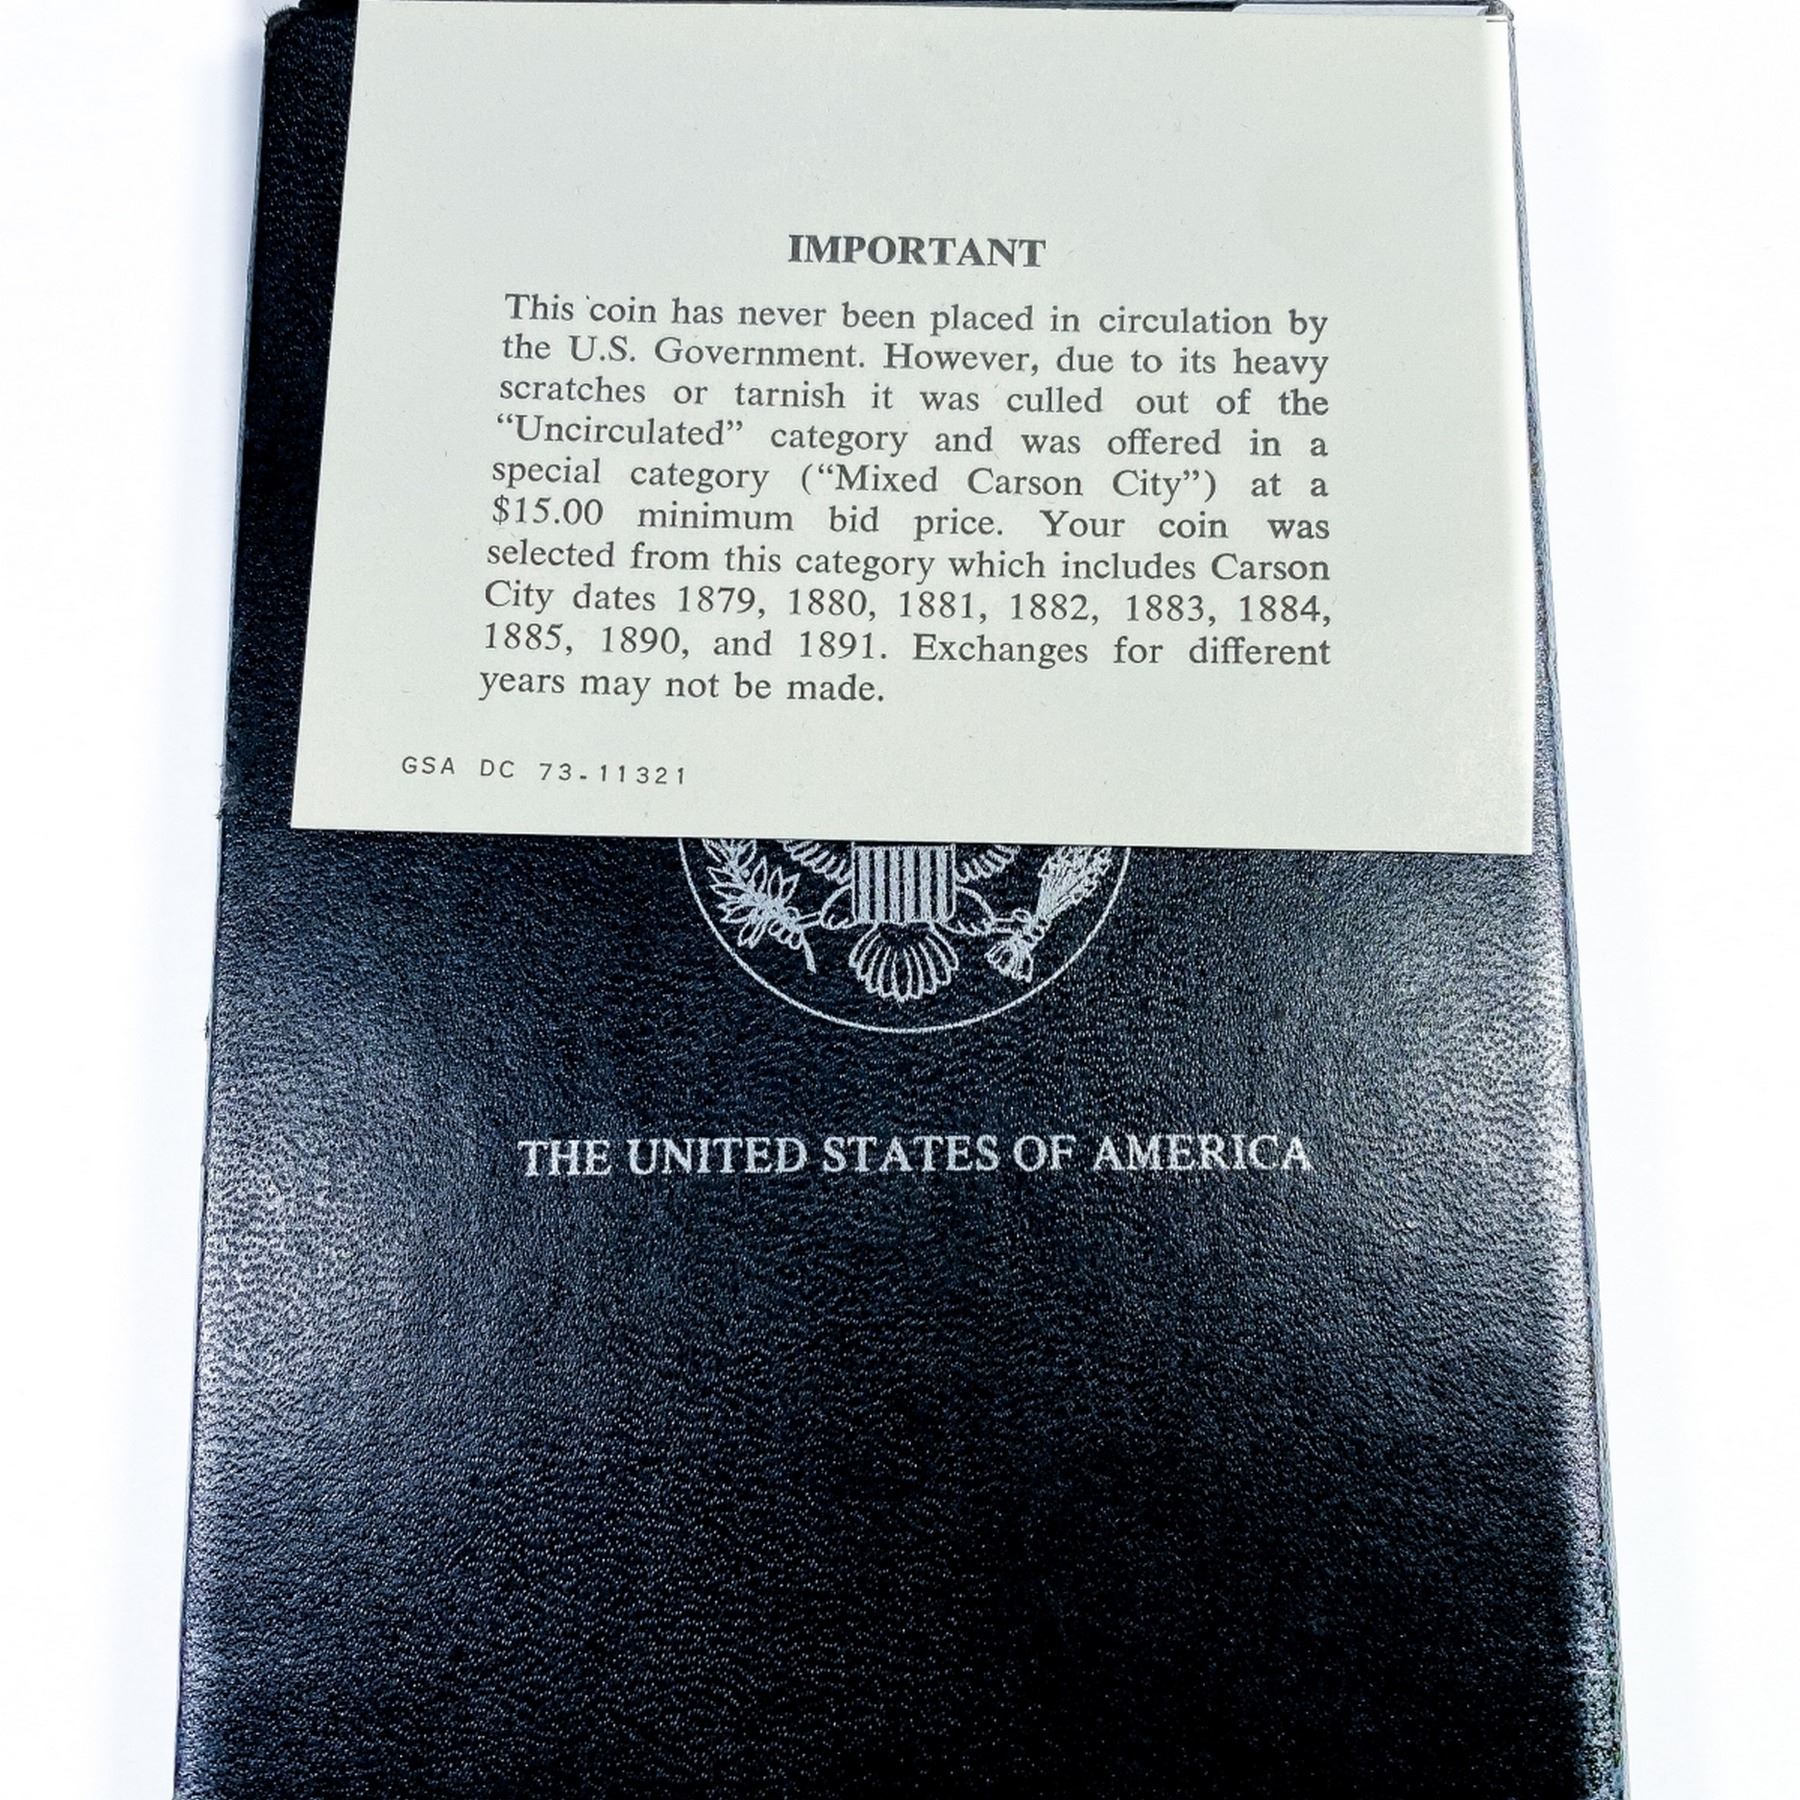 IMPORTANT
This coin has never been placed in circulation by
the U.S. Government. However, due to its heavy
scratches or tarnish it was culled out of the
“Uncirculated” category and was offered in a
special category (“Mixed Carson City”) at a
$15.00 minimum bid price. Your coin was
selected from this category which includes Carson
City dates 1879, 1880, 1881, 1882, 1883, 1884,
1885, 1890, and 1891. Exchanges for different
years may not be made.
GSA DC 73-11321
THE UNITED STATES OF AMERICA